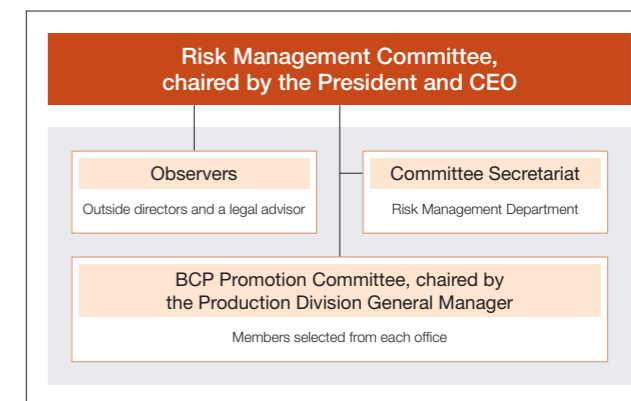 Risk Management Committee,
chaired by the President and CEO
Observers
Outside directors and a legal advisor
Committee Secretariat
Risk Management Department
BCP Promotion Committee, chaired by
the Production Division General Manager
Members selected from each office